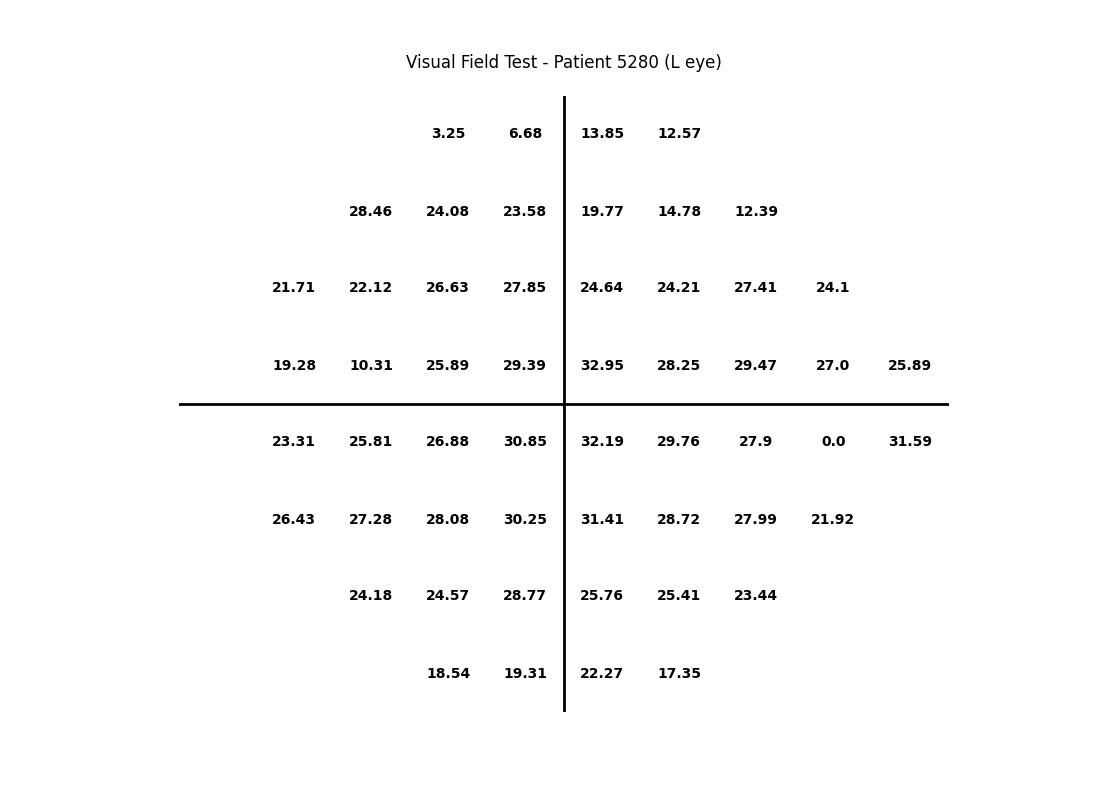 Visual Field Test - Patient 5280 (L eye)
3.25 6.68 13.85 12.57
28.46 24.08 23.58 19.77 14.78 12.39
21.71 22.12 26.63 27.85 24.64 24.21 27.41 24.1
19.28 10.31 25.89 29.39 32.95 28.25 29.47 27.0 25.89
23.31 25.81 26.88 30.85 32.19 29.76 27.9 0.0 31.59
26.43 27.28 28.08 30.25 31.41 28.72 27.99 21.92
24.18 24.57 28.77 25.76 25.41 23.44
18.54 19.31 22.27 17.35